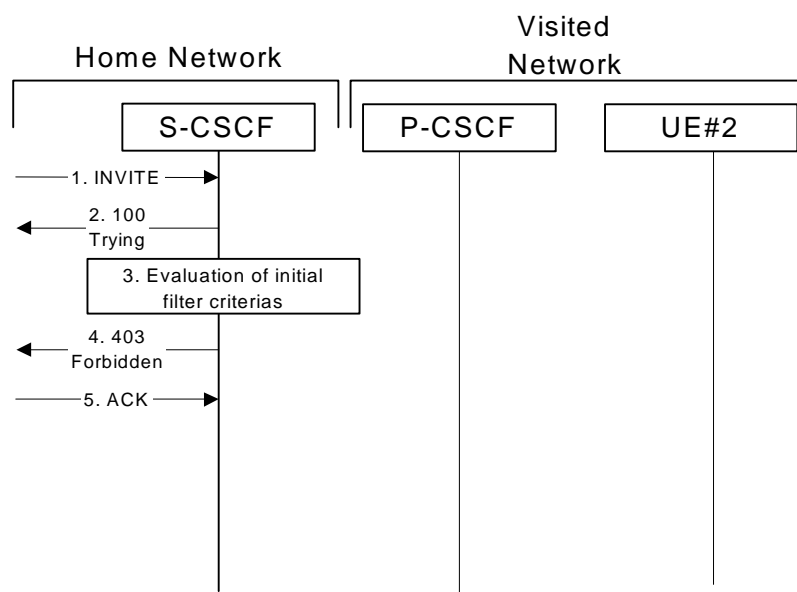 Home Network
Visited
Network
S-CSCF
P-CSCF
UE#2
1. INVITE
2. 100
Trying
3. Evaluation of initial
filter criterias
4. 403
Forbidden
5. ACK